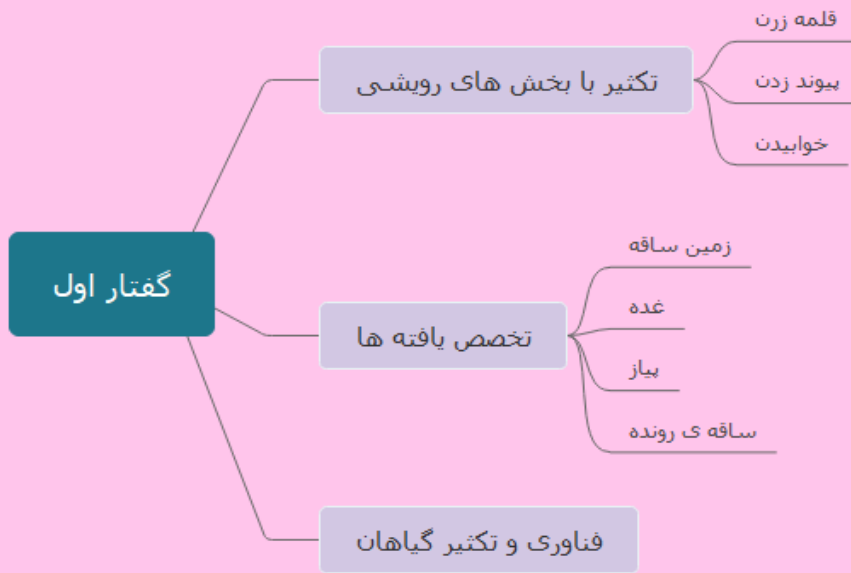 گفتار اول
تکثیر با بخش های رویشی
قلمه زرن
پیوند زدن
خوابیدن
تخصص یافته ها
زمین ساقه
غده
پیاز
ساقه ی رونده
فناوری و تکثیر گیاهان